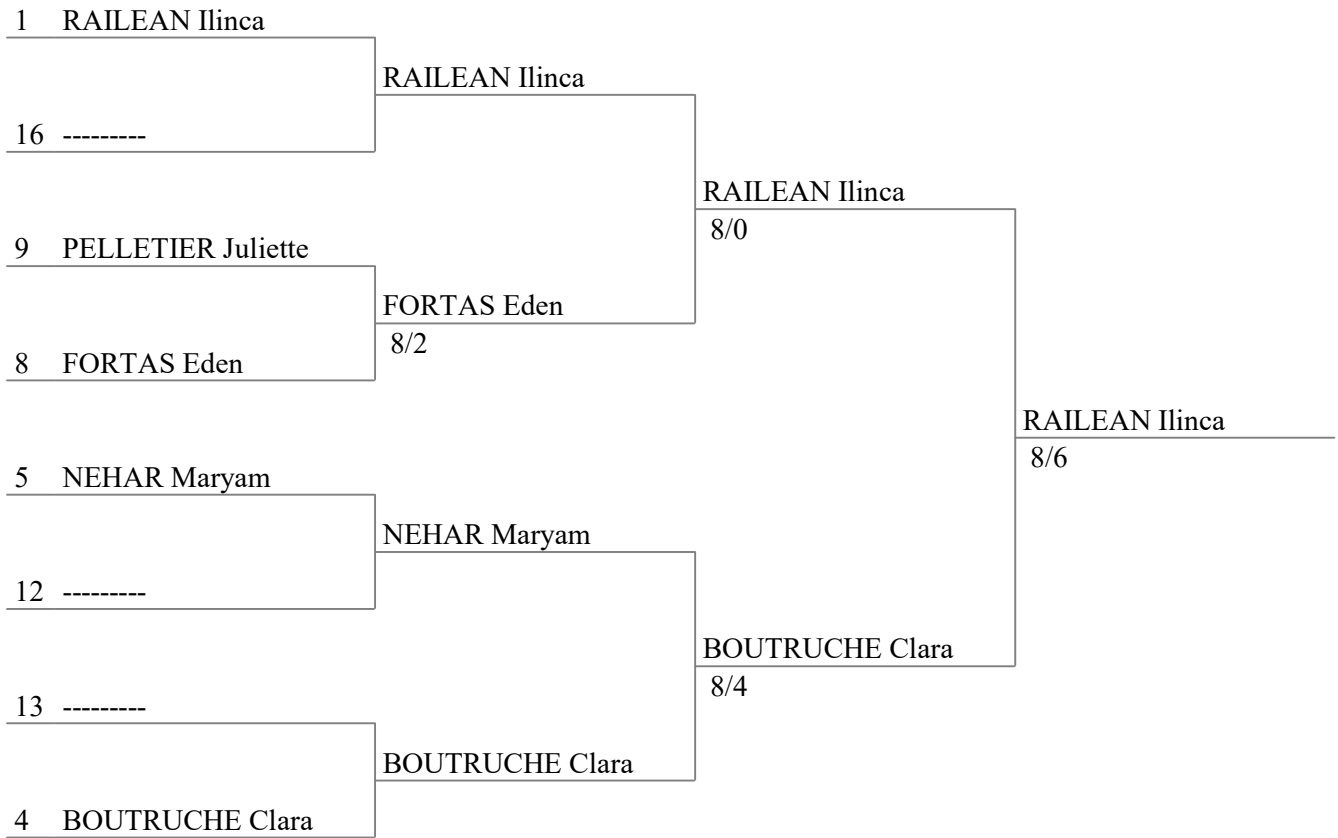 1 RAILEAN Ilinca
RAILEAN Ilinca
16 ---------
RAILEAN Ilinca
8/0
9 PELLETIER Juliette
FORTAS Eden
8/2
8 FORTAS Eden
RAILEAN Ilinca
8/6
5 NEHAR Maryam
NEHAR Maryam
12 ---------
BOUTRUCHE Clara
8/4
13 ---------
BOUTRUCHE Clara
4 BOUTRUCHE Clara